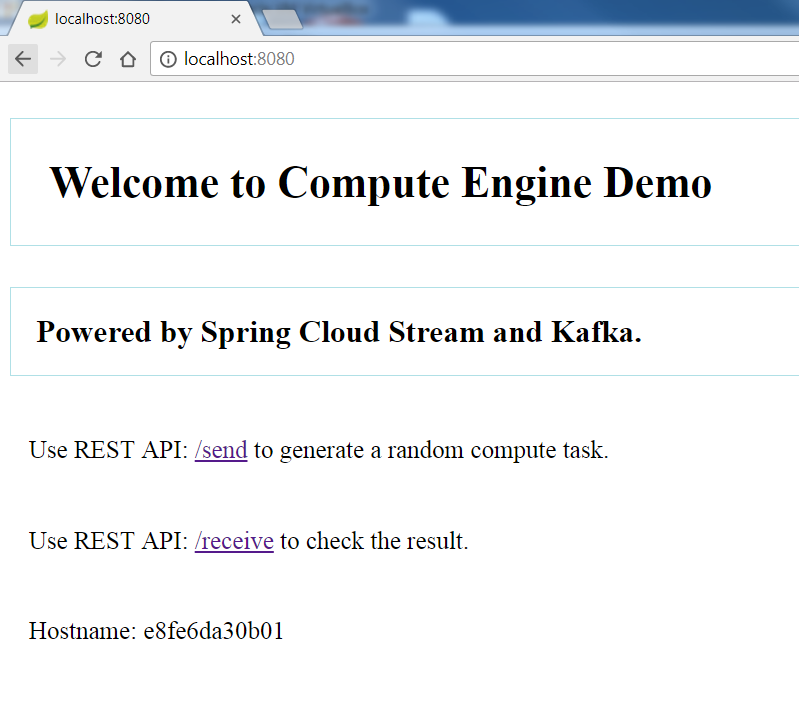 localhost:8080
localhost:8080
Welcome to Compute Engine Demo
Powered by Spring Cloud Stream and Kafka.
Use REST API: /send to generate a random compute task.
Use REST API: /receive to check the result.
Hostname: e8fe6da30b01